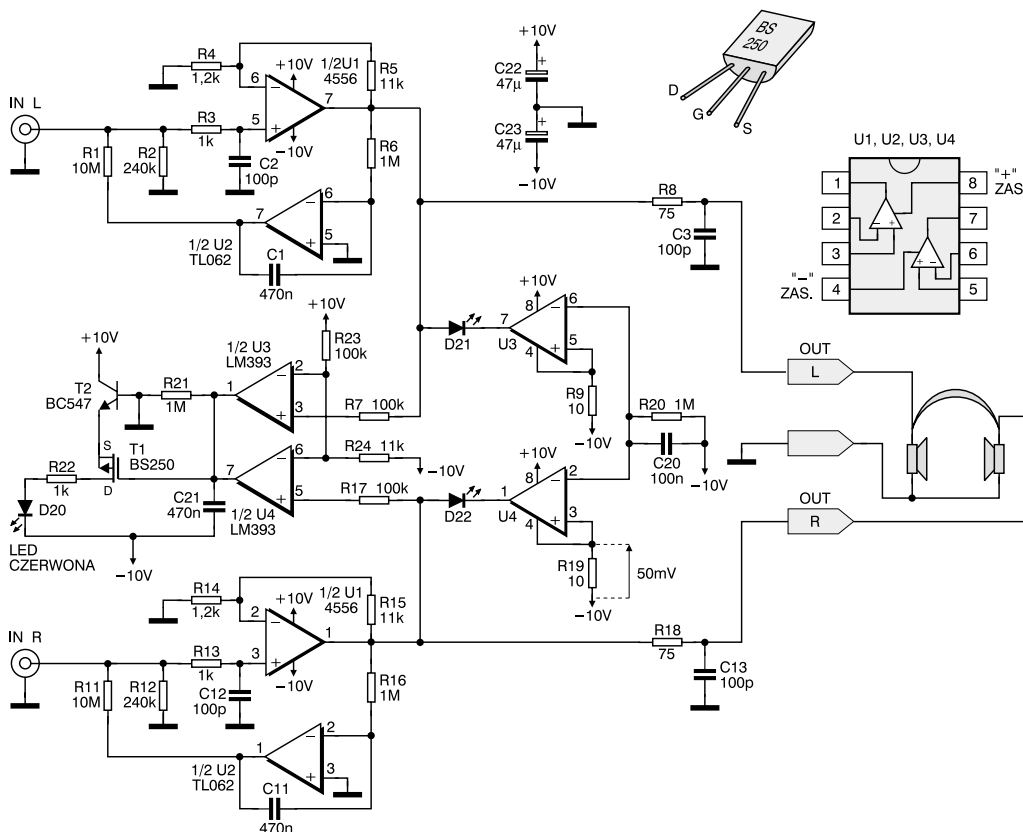 R4
1,2k
+10V
1/2U1
4556
R5
11k
6
7
5
IN L
R3
1k
−10V
R1
10M
R2
240k
C2
100p
R6
1M
7
6
5
1/2 U2
TL062
C1
470n
+10V
C22
47µ
+
C23
47µ
+
−10V
BS
250
D
G
S
U1, U2, U3, U4
1
2
3
4
8
7
6
5
"+"
ZAS
"−"
ZAS.
R8
75
C3
100p
+10V
R23
100k
+10V
T2
BC547
R21
1M
1/2 U3
LM393
1
2
3
R7 100k
D21
7
U3
+10V
8
4
6
5
R9
10
−10V
R20 1M
C20
100n
−10V
S
T1
BS250
D
R22
1k
D20
LED
CZERWONA
−10V
C21
470n
7
6
5
1/2 U4
LM393
R24 11k
−10V
R17 100k
D22
1
U4
+10V
8
4
2
3
R19
10
−10V
50mV
OUT
L
OUT
R
R14
1,2k
+10V
1/2 U1
4556
R15
11k
2
1
3
IN R
R13
1k
−10V
R11
10M
R12
240k
C12
100p
R16
1M
1
2
3
1/2 U2
TL062
C11
470n
R18
75
C13
100p